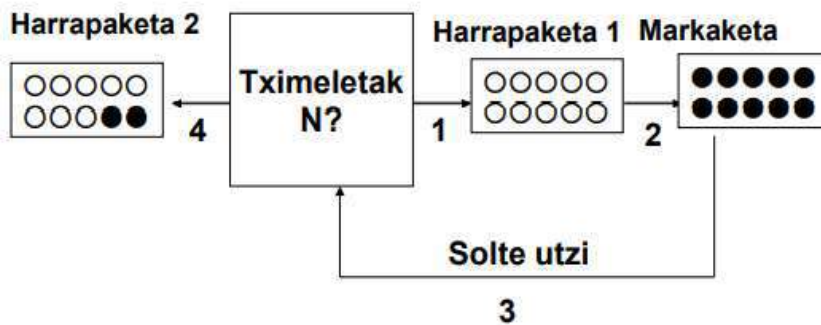 Harrapaketa 2
Tximeletak
N?
Harrapaketa 1
Markaketa
4
1
2
Solte utzi
3